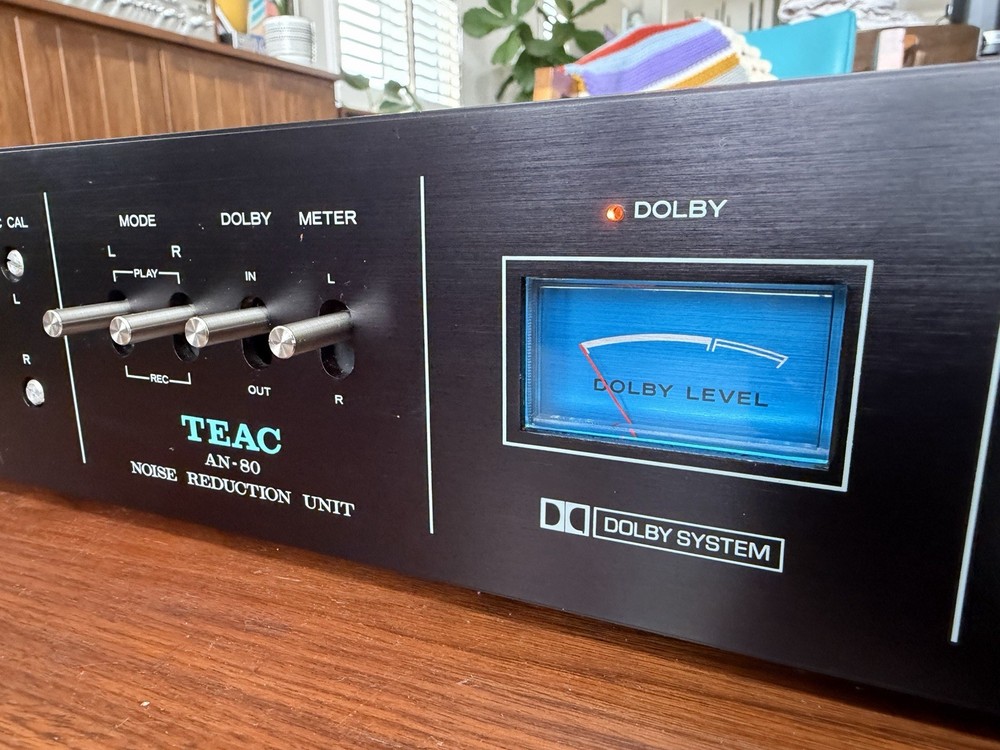 CAL
L
R
MODE
L R
PLAY
REC
DOLBY
IN
OUT
METER
L
R
TEAC
AN-80
NOISE REDUCTION UNIT
DOLBY
DOLBY LEVEL
DOLBY SYSTEM